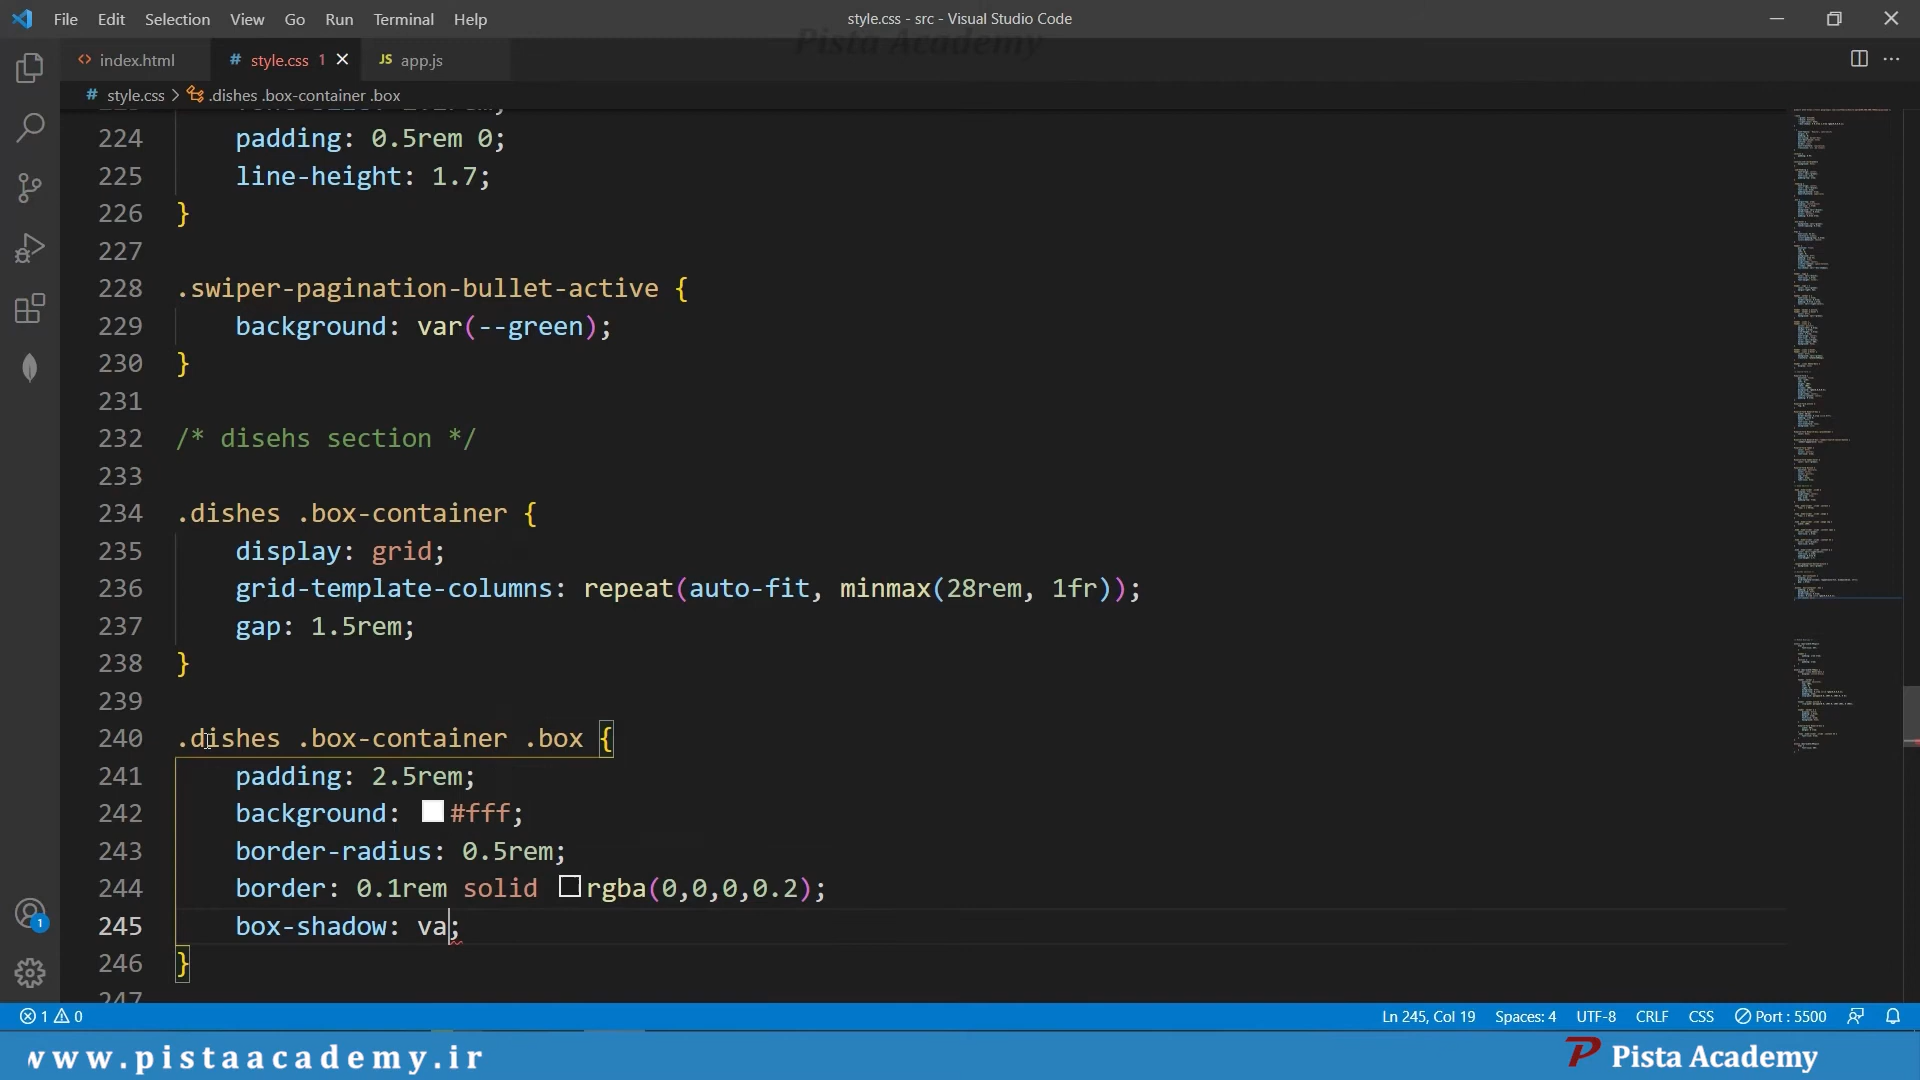 File Edit Selection View Go Run Terminal Help
style.css - src - Visual Studio Code
Pista Academy
index.html
# style.css 1
JS app.js
# style.css > .dishes .box-container .box
224 padding: 0.5rem 0;
225 line-height: 1.7;
226 }
227
228 .swiper-pagination-bullet-active {
229 background: var(--green);
230 }
231
232 /* disehs section */
233
234 .dishes .box-container {
235 display: grid;
236 grid-template-columns: repeat(auto-fit, minmax(28rem, 1fr));
237 gap: 1.5rem;
238 }
239
240 .dishes .box-container .box {
241 padding: 2.5rem;
242 background: #fff;
243 border-radius: 0.5rem;
244 border: 0.1rem solid rgba(0,0,0,0.2);
245 box-shadow: va;
246 }
247
1
1 0
Ln 245, Col 19 Spaces: 4 UTF-8 CRLF CSS Port : 5500
www.pistaacademy.ir
Pista Academy